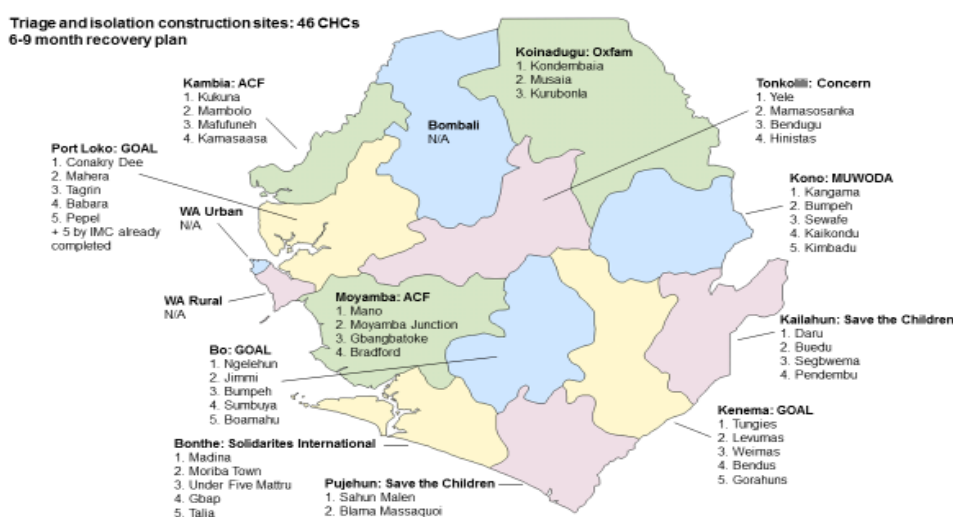 Triage and isolation construction sites: 46 CHCs
6-9 month recovery plan
Koinadugu: Oxfam
1. Kondembaia
2. Musaia
3. Kurubonla
Kambia: ACF
1. Kukuna
2. Mambolo
3. Mafufuneh
4. Kamasaasa
Tonkolili: Concern
1. Yele
2. Mamasosanka
3. Bendugu
4. Hinistas
Bombali
N/A
Port Loko: GOAL
1. Conakry Dee
2. Mahera
3. Tagrin
4. Babara
5. Pepel
+ 5 by IMC already
completed
Kono: MUWODA
1. Kangama
2. Bumpeh
3. Sewafe
4. Kaikondu
5. Kimbadu
WA Urban
N/A
WA Rural
N/A
Moyamba: ACF
1. Mano
2. Moyamba Junction
3. Gbangbatoke
4. Bradford
Kailahun: Save the Children
1. Daru
2. Buedu
3. Segbwema
4. Pendembu
Bo: GOAL
1. Ngelehun
2. Jimmi
3. Bumpeh
4. Sumbuya
5. Boamahu
Kenema: GOAL
1. Tungies
2. Levumas
3. Weimas
4. Bendus
5. Gorahuns
Bonthe: Solidarites International
1. Madina
2. Moriba Town
3. Under Five Mattru
4. Gbap
5. Talia
Pujehun: Save the Children
1. Sahun Malen
2. Blama Massaquoi